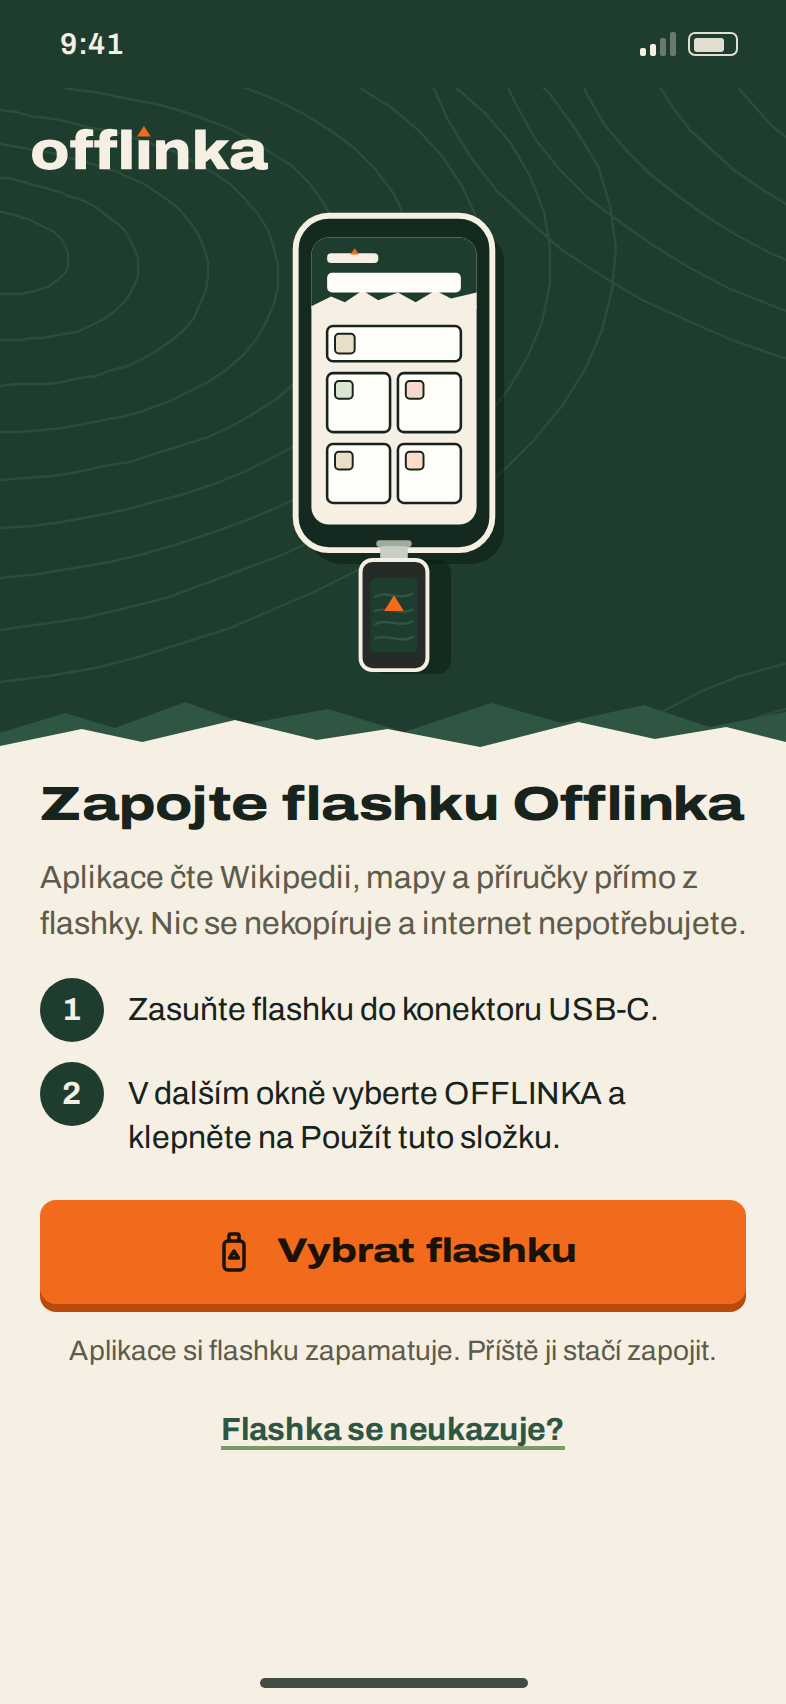 9:41
offlinka
Zapojte flashku Offlinka
Aplikace čte Wikipedii, mapy a příručky přímo z
flashky. Nic se nekopíruje a internet nepotřebujete.
1 Zasuňte flashku do konektoru USB-C.
2 V dalším okně vyberte OFFLINKA a
klepněte na Použít tuto složku.
Vybrat flashku
Aplikace si flashku zapamatuje. Příště ji stačí zapojit.
Flashka se neukazuje?